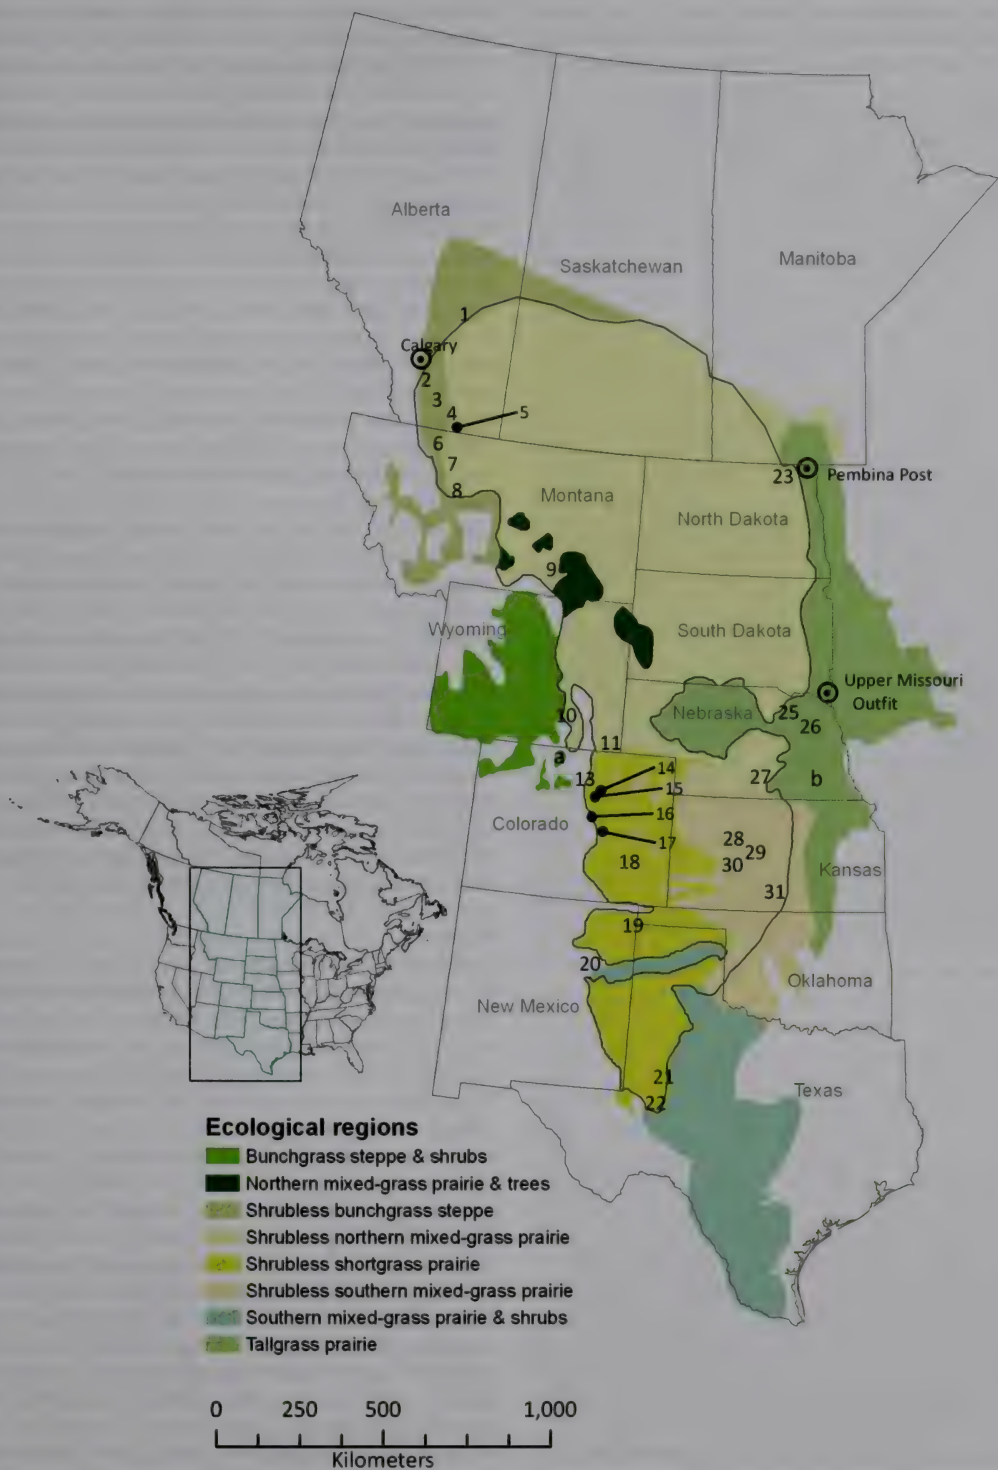 Alberta
Saskatchewan
Manitoba
1
Calgary
2
3
4
5
6
7
8
Montana
23
Pembina Post
North Dakota
9
Wyoming
South Dakota
Upper Missouri
Outfit
Nebraska
10
25
26
11
a
13
14
27
b
15
16
Colorado
17
28
29
18
30
Kansas
31
19
20
Oklahoma
New Mexico
21
22
Texas
Ecological regions
Bunchgrass steppe & shrubs
Northern mixed-grass prairie & trees
Shrubless bunchgrass steppe
Shrubless northern mixed-grass prairie
Shrubless shortgrass prairie
Shrubless southern mixed-grass prairie
Southern mixed-grass prairie & shrubs
Tallgrass prairie
0 250 500 1,000
Kilometers